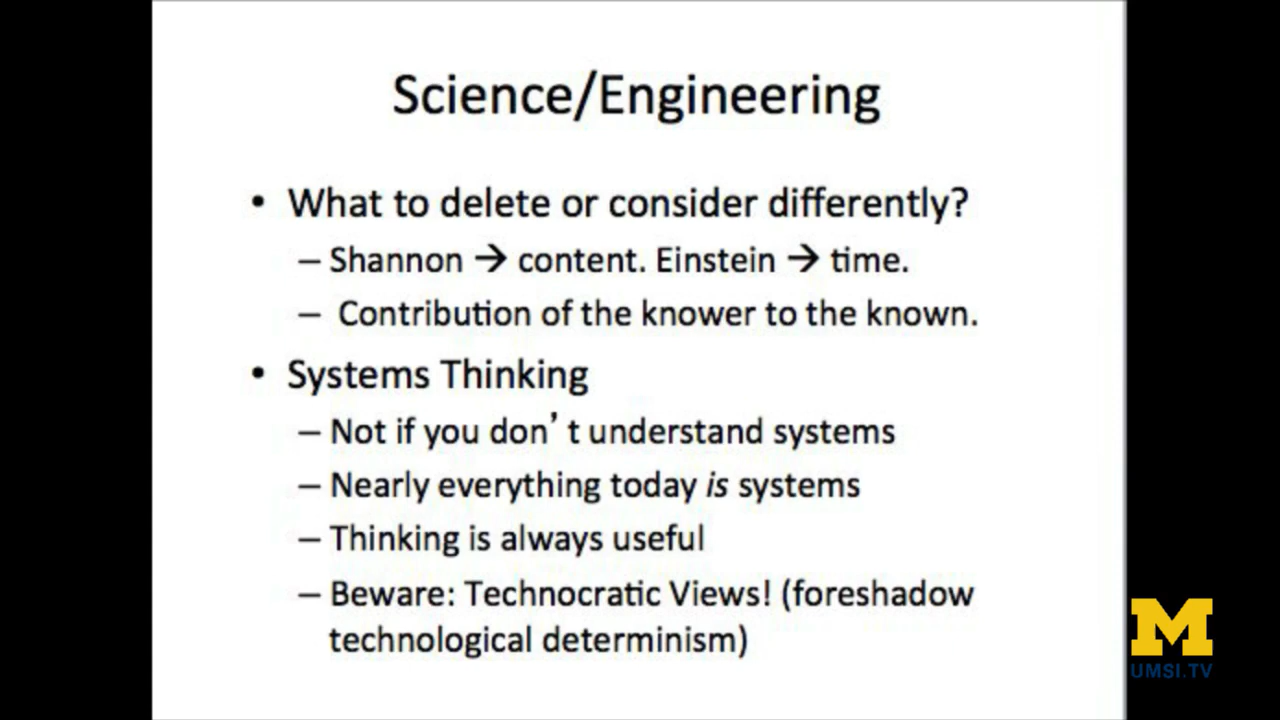 Science/Engineering
• What to delete or consider differently?
– Shannon → content. Einstein → time.
– Contribution of the knower to the known.
• Systems Thinking
– Not if you don’ t understand systems
– Nearly everything today is systems
– Thinking is always useful
– Beware: Technocratic Views! (foreshadow
technological determinism)
M
UMSI.TV